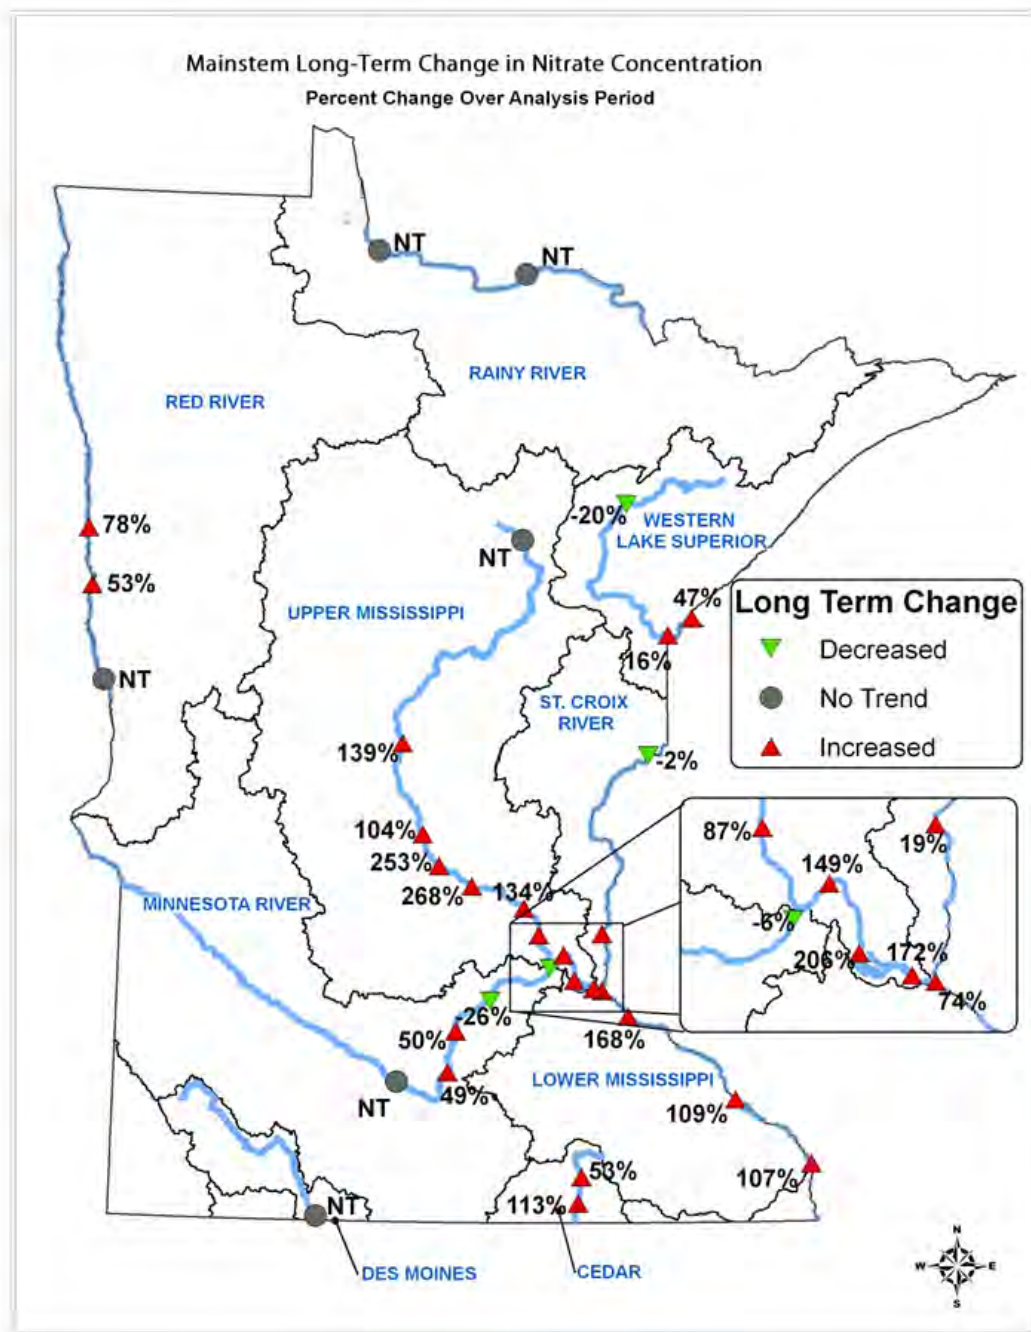 Mainstem Long-Term Change in Nitrate Concentration
Percent Change Over Analysis Period
NT
NT
RAINY RIVER
RED RIVER
78%
53%
NT
-20%
WESTERN
LAKE SUPERIOR
NT
UPPER MISSISSIPPI
47%
16%
Long Term Change
Decreased
No Trend
Increased
ST. CROIX
RIVER
-2%
139%
104%
253%
268%
134%
87%
149%
19%
-6%
206%
172%
74%
MINNESOTA RIVER
-26%
50%
49%
168%
NT
LOWER MISSISSIPPI
109%
107%
53%
113%
NT
DES MOINES
CEDAR
N
W
E
S